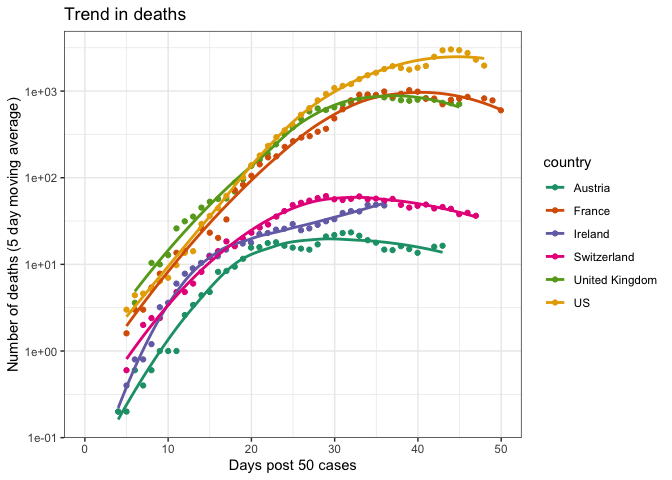 Trend in deaths
Number of deaths (5 day moving average)
1e+03
1e+02
1e+01
1e+00
1e-01
0 10 20 30 40 50
Days post 50 cases
country
Austria
France
Ireland
Switzerland
United Kingdom
US